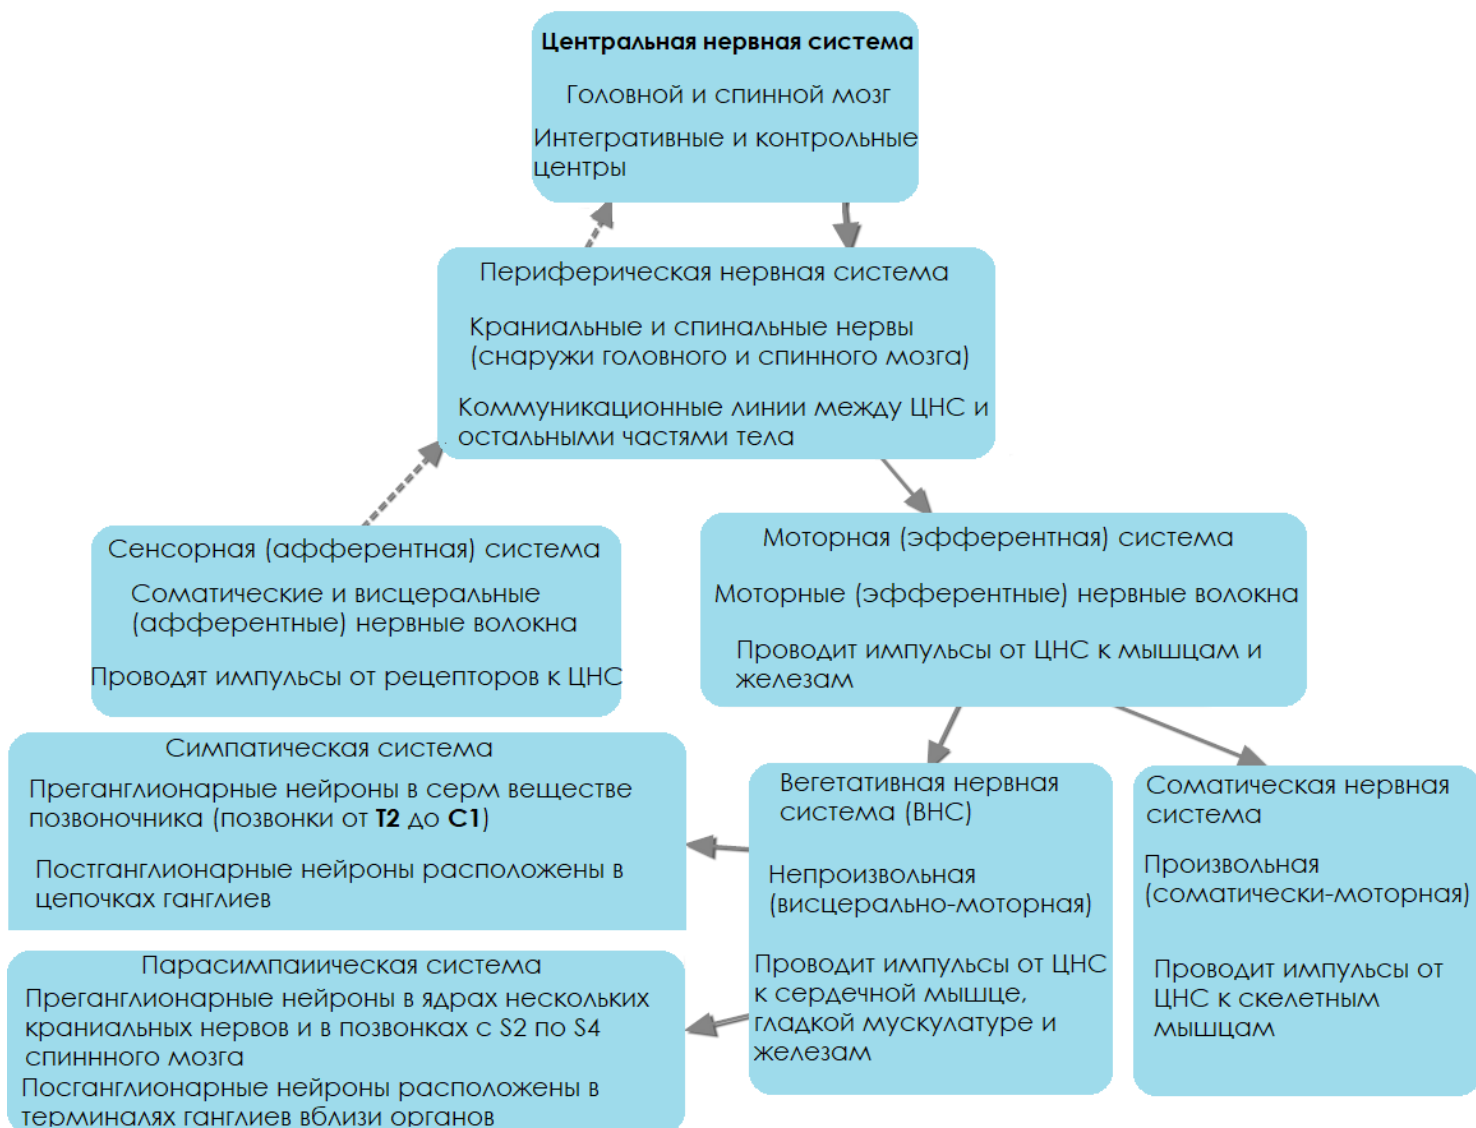 Центральная нервная система
Головной и спинной мозг
Интегративные и контрольные
центры
Периферическая нервная система
Краниальные и спинальные нервы
(снаружи головного и спинного мозга)
Коммуникационные линии между ЦНС и
остальными частями тела
Сенсорная (афферентная) система
Соматические и висцеральные
(афферентные) нервные волокна
Проводят импульсы от рецепторов к ЦНС
Моторная (эфферентная) система
Моторные (эфферентные) нервные волокна
Проводит импульсы от ЦНС к мышцам и
железам
Симпатическая система
Преганглионарные нейроны в серм веществе
позвоночника (позвонки от T2 до C1)
Постганглионарные нейроны расположены в
цепочках ганглиев
Парасимпаиическая система
Преганглионарные нейроны в ядрах нескольких
краниальных нервов и в позвонках с S2 по S4
спиннного мозга
Посганглионарные нейроны расположены в
терминалях ганглиев вблизи органов
Вегетативная нервная
система (ВНС)
Непроизвольная
(висцерально-моторная)
Проводит импульсы от ЦНС
к сердечной мышце,
гладкой мускулатуре и
железам
Соматическая нервная
система
Произвольная
(соматически-моторная)
Проводит импульсы от
ЦНС к скелетным
мышцам